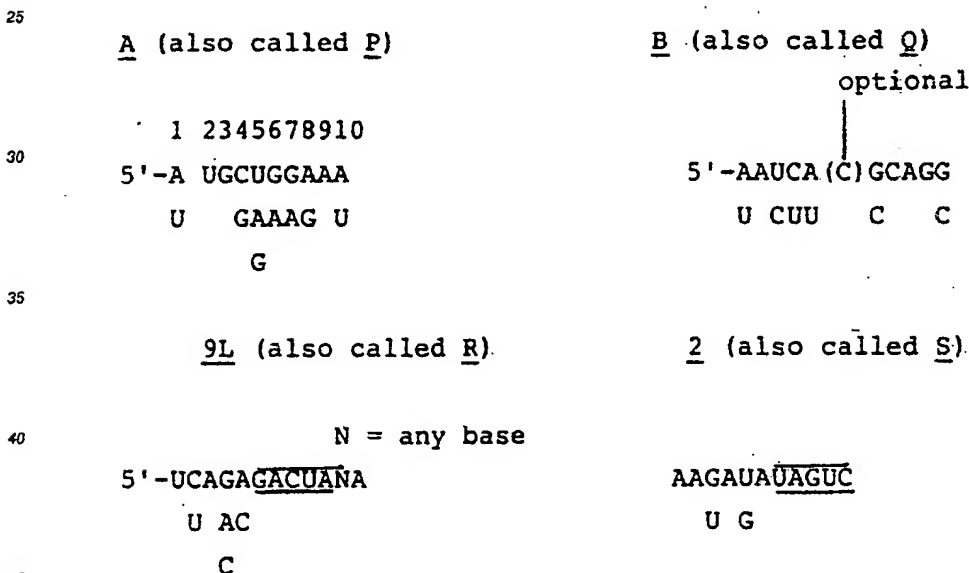 25
A (also called P) B (also called Q)
optional
1 2345678910
30
5'-A UGCUGGAAA 5'-AAUCA(C)GCAGG
U GAAAG U U CUU C C
G
35
9L (also called R) 2 (also called S)
40 N = any base
5'-UCAGAGACUANA AAGAUAUAGUC
U AC U G
C